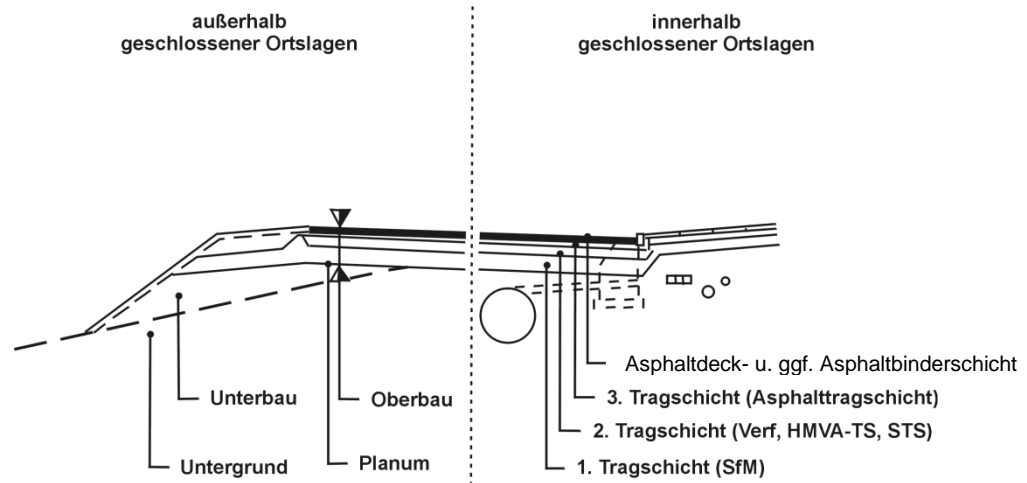 außerhalb
geschlossener Ortslagen
innerhalb
geschlossener Ortslagen
Asphaltdeck- u. ggf. Asphaltbinderschicht
Unterbau
Oberbau
3. Tragschicht (Asphalttragschicht)
2. Tragschicht (Verf, HMVA-TS, STS)
Untergrund
Planum
1. Tragschicht (SfM)